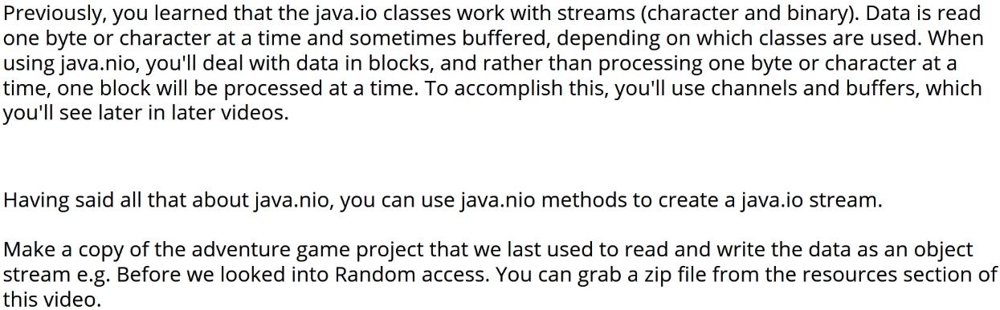 Previously, you learned that the java.io classes work with streams (character and binary). Data is read
one byte or character at a time and sometimes buffered, depending on which classes are used. When
using java.nio, you'll deal with data in blocks, and rather than processing one byte or character at a
time, one block will be processed at a time. To accomplish this, you'll use channels and buffers, which
you'll see later in later videos.
Having said all that about java.nio, you can use java.nio methods to create a java.io stream.
Make a copy of the adventure game project that we last used to read and write the data as an object
stream e.g. Before we looked into Random access. You can grab a zip file from the resources section of
this video.